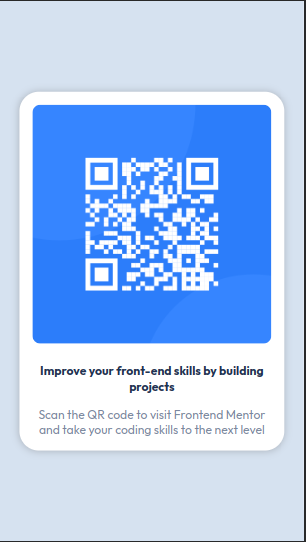 Improve your front-end skills by building
projects
Scan the QR code to visit Frontend Mentor
and take your coding skills to the next level